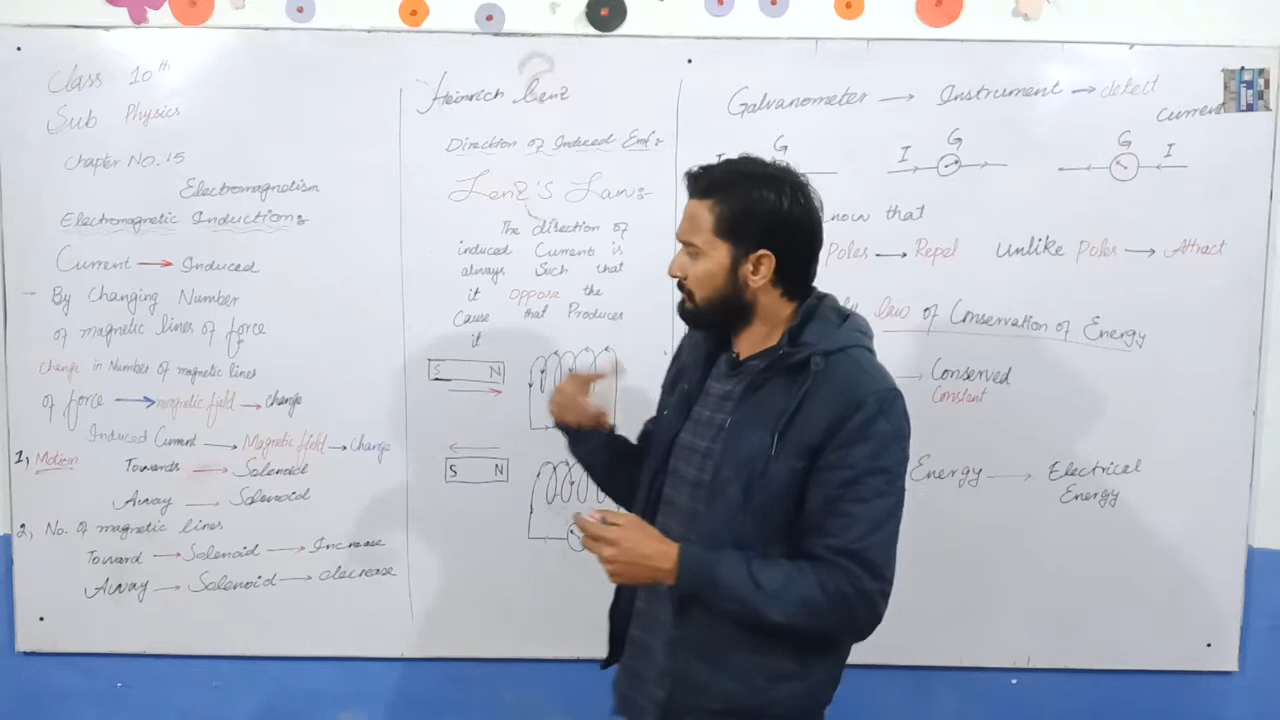 Class 10th
Sub Physics
Chapter No. 15
Electromagnetism
Electromagnetic Induction:
Current → Induced
- By Changing Number
of magnetic lines of force
change in Number of magnetic lines
of force → magnetic field → change
Induced Current → Magnetic field → change
1, Motion
Towards → Solenoid
Away → Solenoid
2, No. of magnetic lines
Toward → Solenoid → Increase
Away → Solenoid → decrease
Heinrich Lenz
Direction of Induced Emf:
Lenz's Law:-
The direction of
induced Current is
always Such that
it oppose the
Cause that Produces
it
S N
S N
Galvanometer → Instrument → detect
current
I G
I G
G I
now that
Poles → Repel Unlike Poles → Attract
law of Conservation of Energy
→ Conserved
Constant
Energy → Electrical
Energy